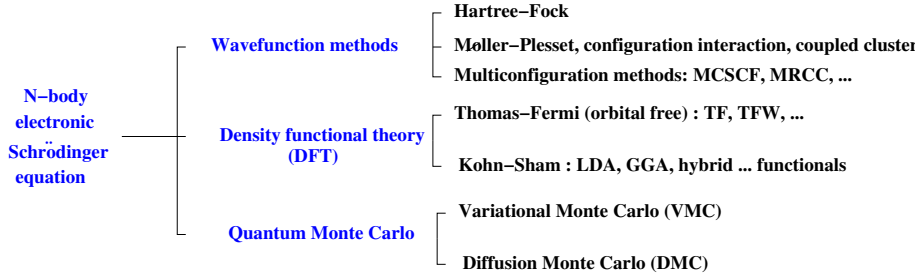 N−body
electronic
Schrödinger
equation
Wavefunction methods
Hartree−Fock
Møller−Plesset, configuration interaction, coupled cluster
Multiconfiguration methods: MCSCF, MRCC, ...
Density functional theory
(DFT)
Thomas−Fermi (orbital free) : TF, TFW, ...
Kohn−Sham : LDA, GGA, hybrid ... functionals
Quantum Monte Carlo
Variational Monte Carlo (VMC)
Diffusion Monte Carlo (DMC)